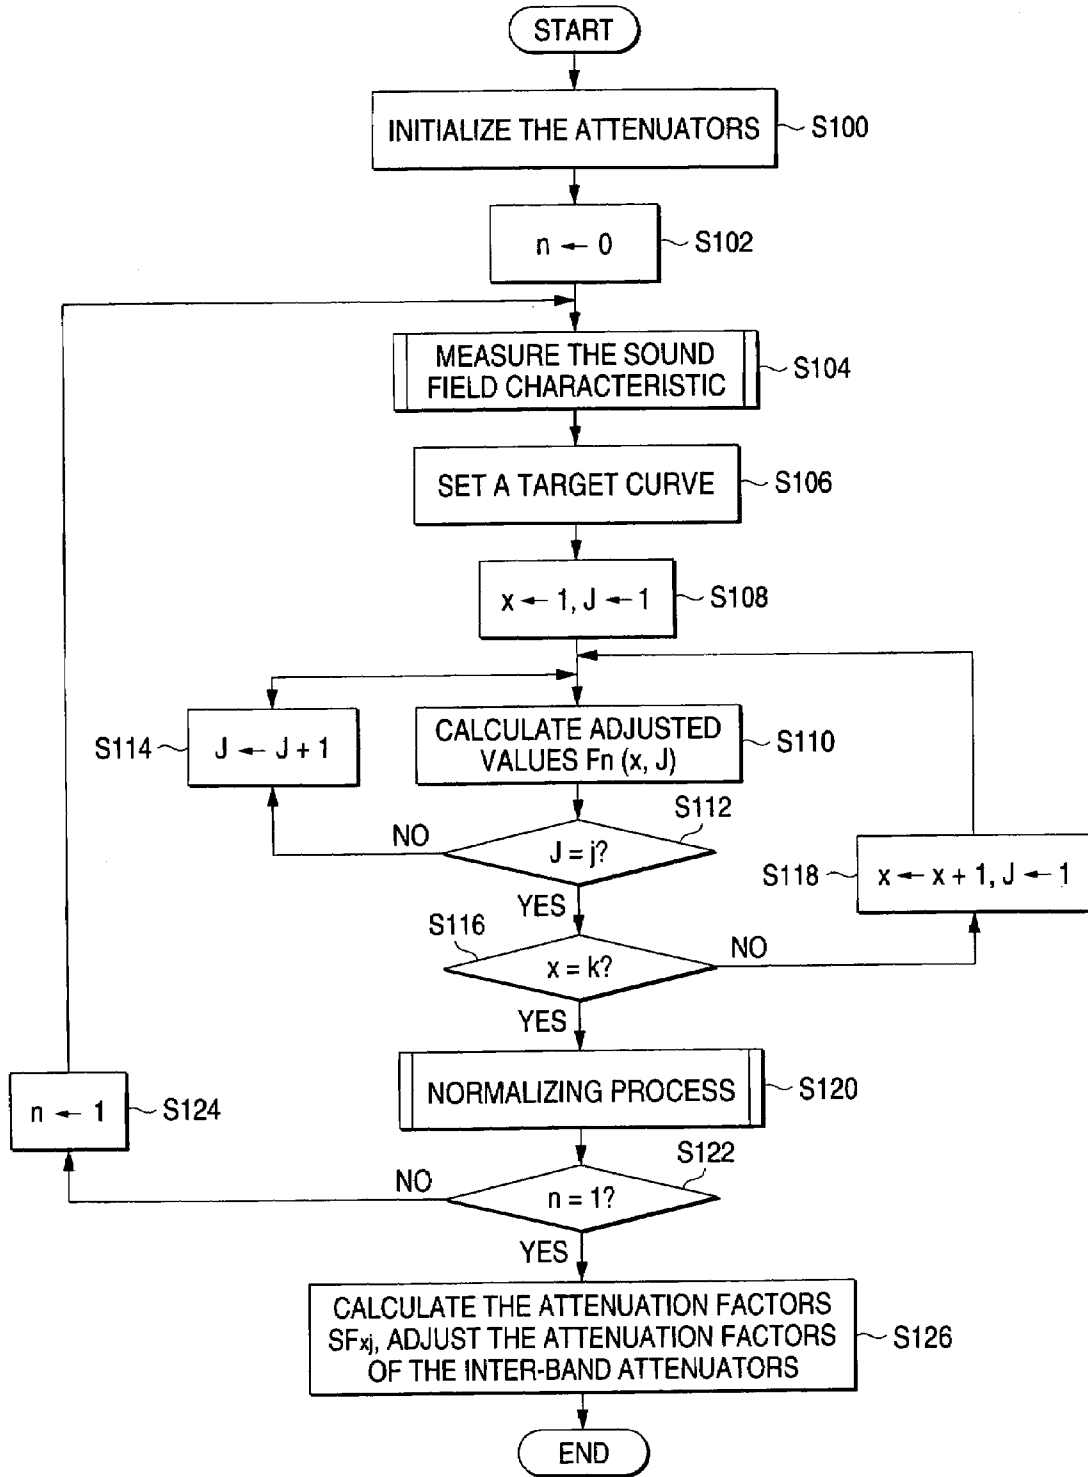 START
INITIALIZE THE ATTENUATORS
S100
n ← 0
S102
MEASURE THE SOUND
FIELD CHARACTERISTIC
S104
SET A TARGET CURVE
S106
x ← 1, J ← 1
S108
S114
J ← J + 1
CALCULATE ADJUSTED
VALUES Fn (x, J)
S110
S112
NO
J = j?
YES
S118
x ← x + 1, J ← 1
S116
x = k?
NO
YES
NORMALIZING PROCESS
S120
n ← 1
S124
S122
NO
n = 1?
YES
CALCULATE THE ATTENUATION FACTORS
SFxj, ADJUST THE ATTENUATION FACTORS
OF THE INTER-BAND ATTENUATORS
S126
END